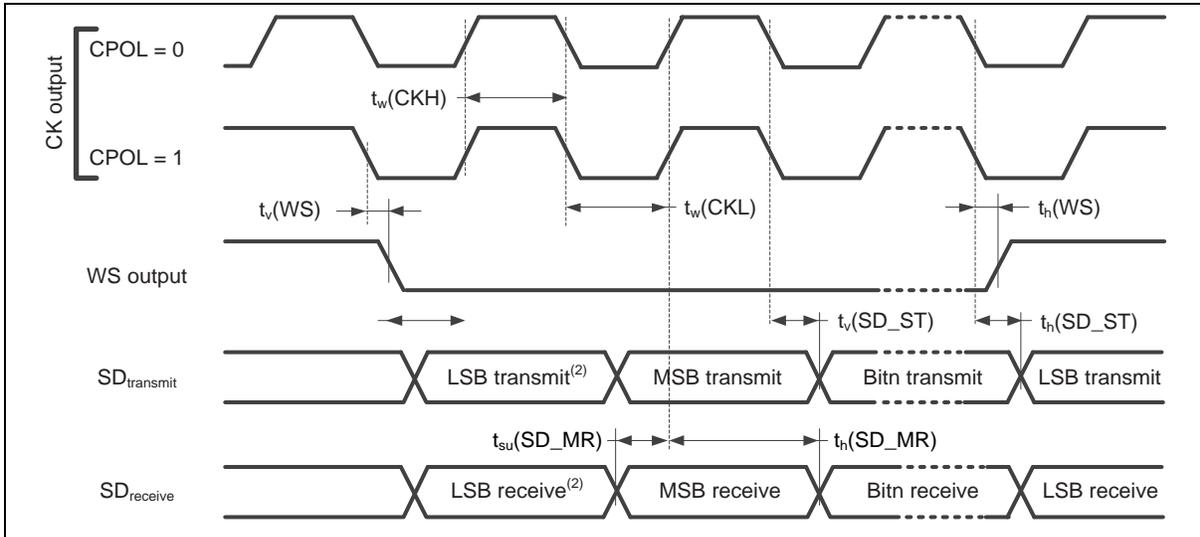 CK output
CPOL = 0
tw(CKH)
CPOL = 1
tv(WS)
tw(CKL)
th(WS)
WS output
tv(SD_ST)
th(SD_ST)
SDtransmit
LSB transmit(2)
MSB transmit
Bitn transmit
LSB transmit
tsu(SD_MR)
th(SD_MR)
SDreceive
LSB receive(2)
MSB receive
Bitn receive
LSB receive